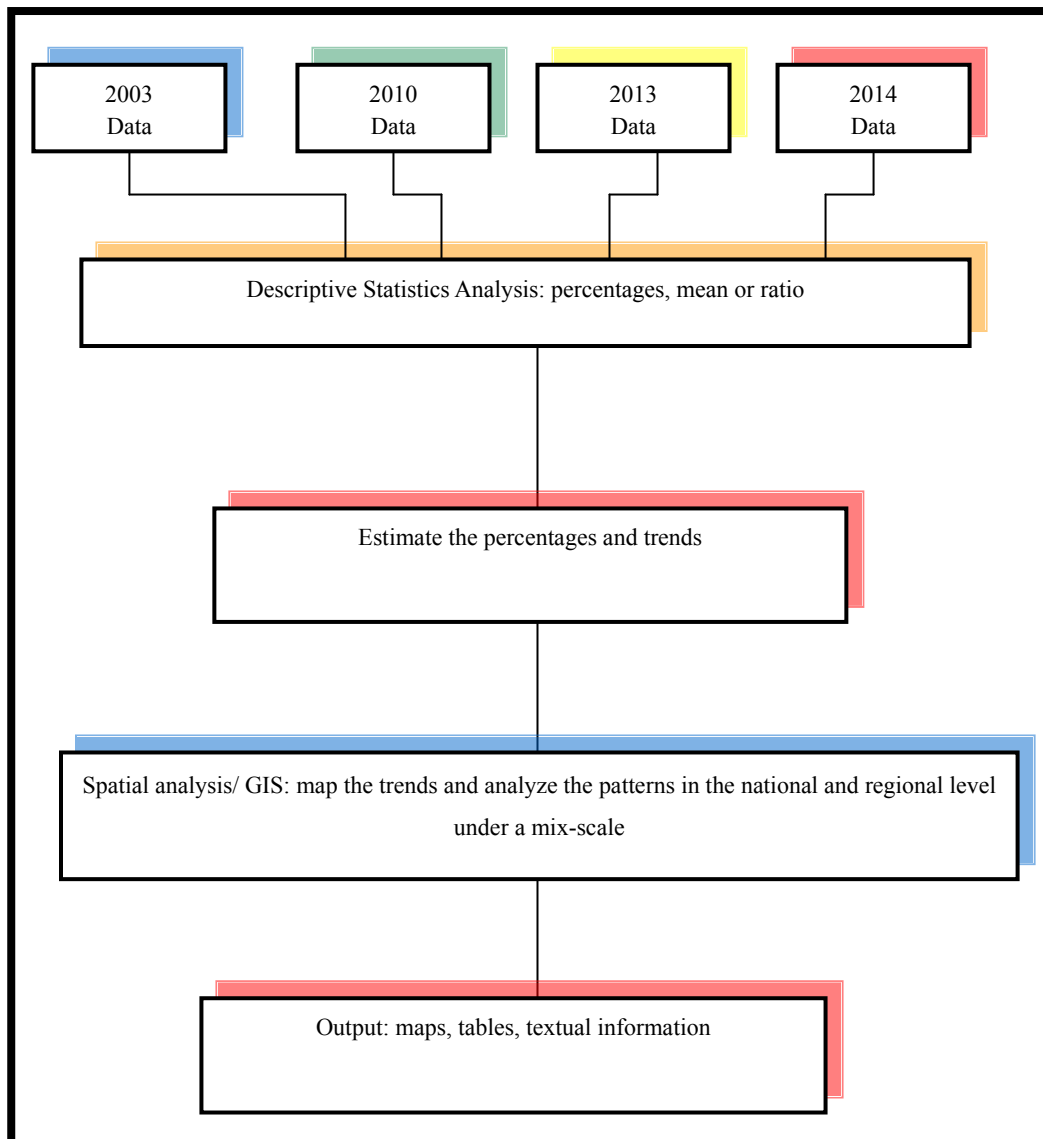 2003
Data
2010
Data
2013
Data
2014
Data
Descriptive Statistics Analysis: percentages, mean or ratio
Estimate the percentages and trends
Spatial analysis/ GIS: map the trends and analyze the patterns in the national and regional level
under a mix-scale
Output: maps, tables, textual information